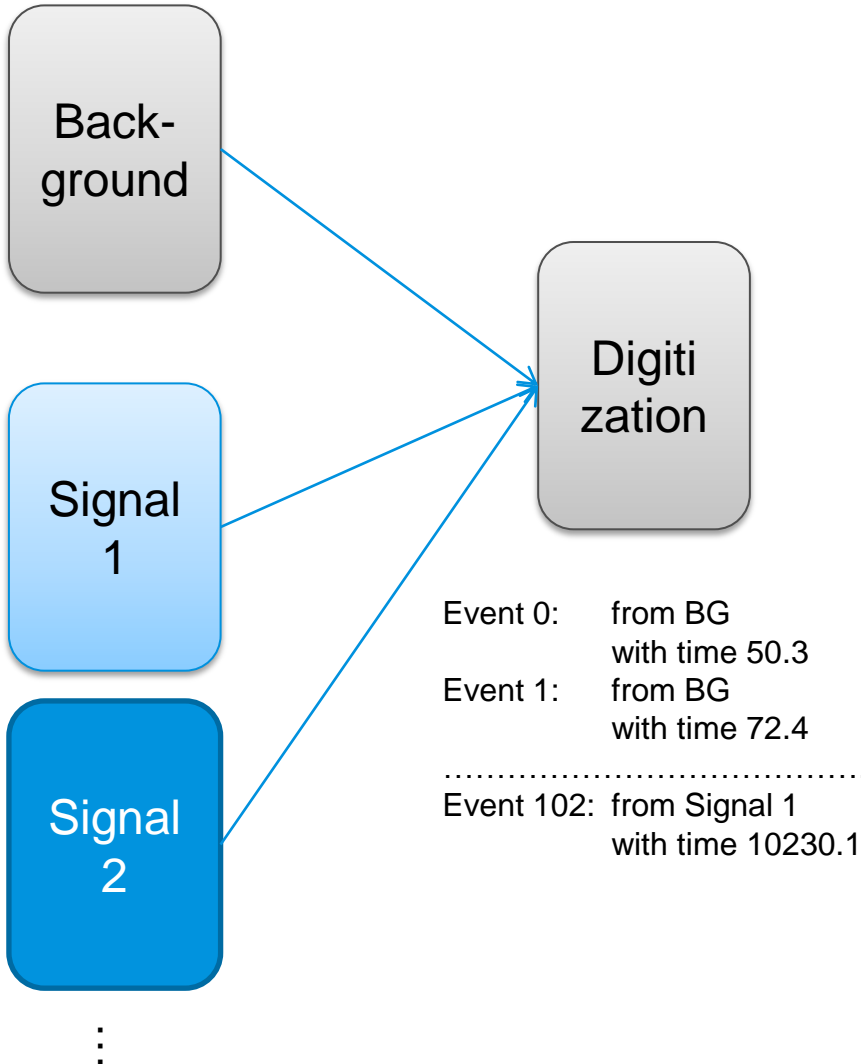 Back-
ground
Digiti
zation
Signal
1
Event 0: from BG
with time 50.3
Event 1: from BG
with time 72.4
…………………………………
Event 102: from Signal 1
with time 10230.1
Signal
2
⋮